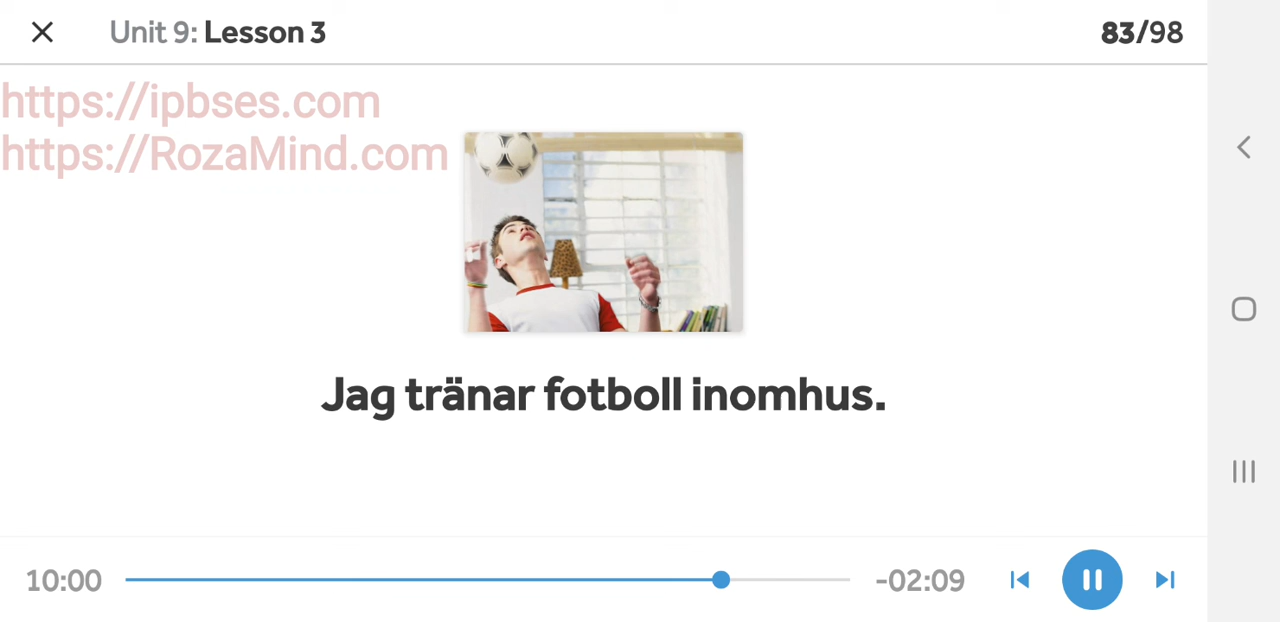 Unit 9: Lesson 3
83/98
https://ipbses.com
https://RozaMind.com
Jag tränar fotboll inomhus.
10:00
-02:09